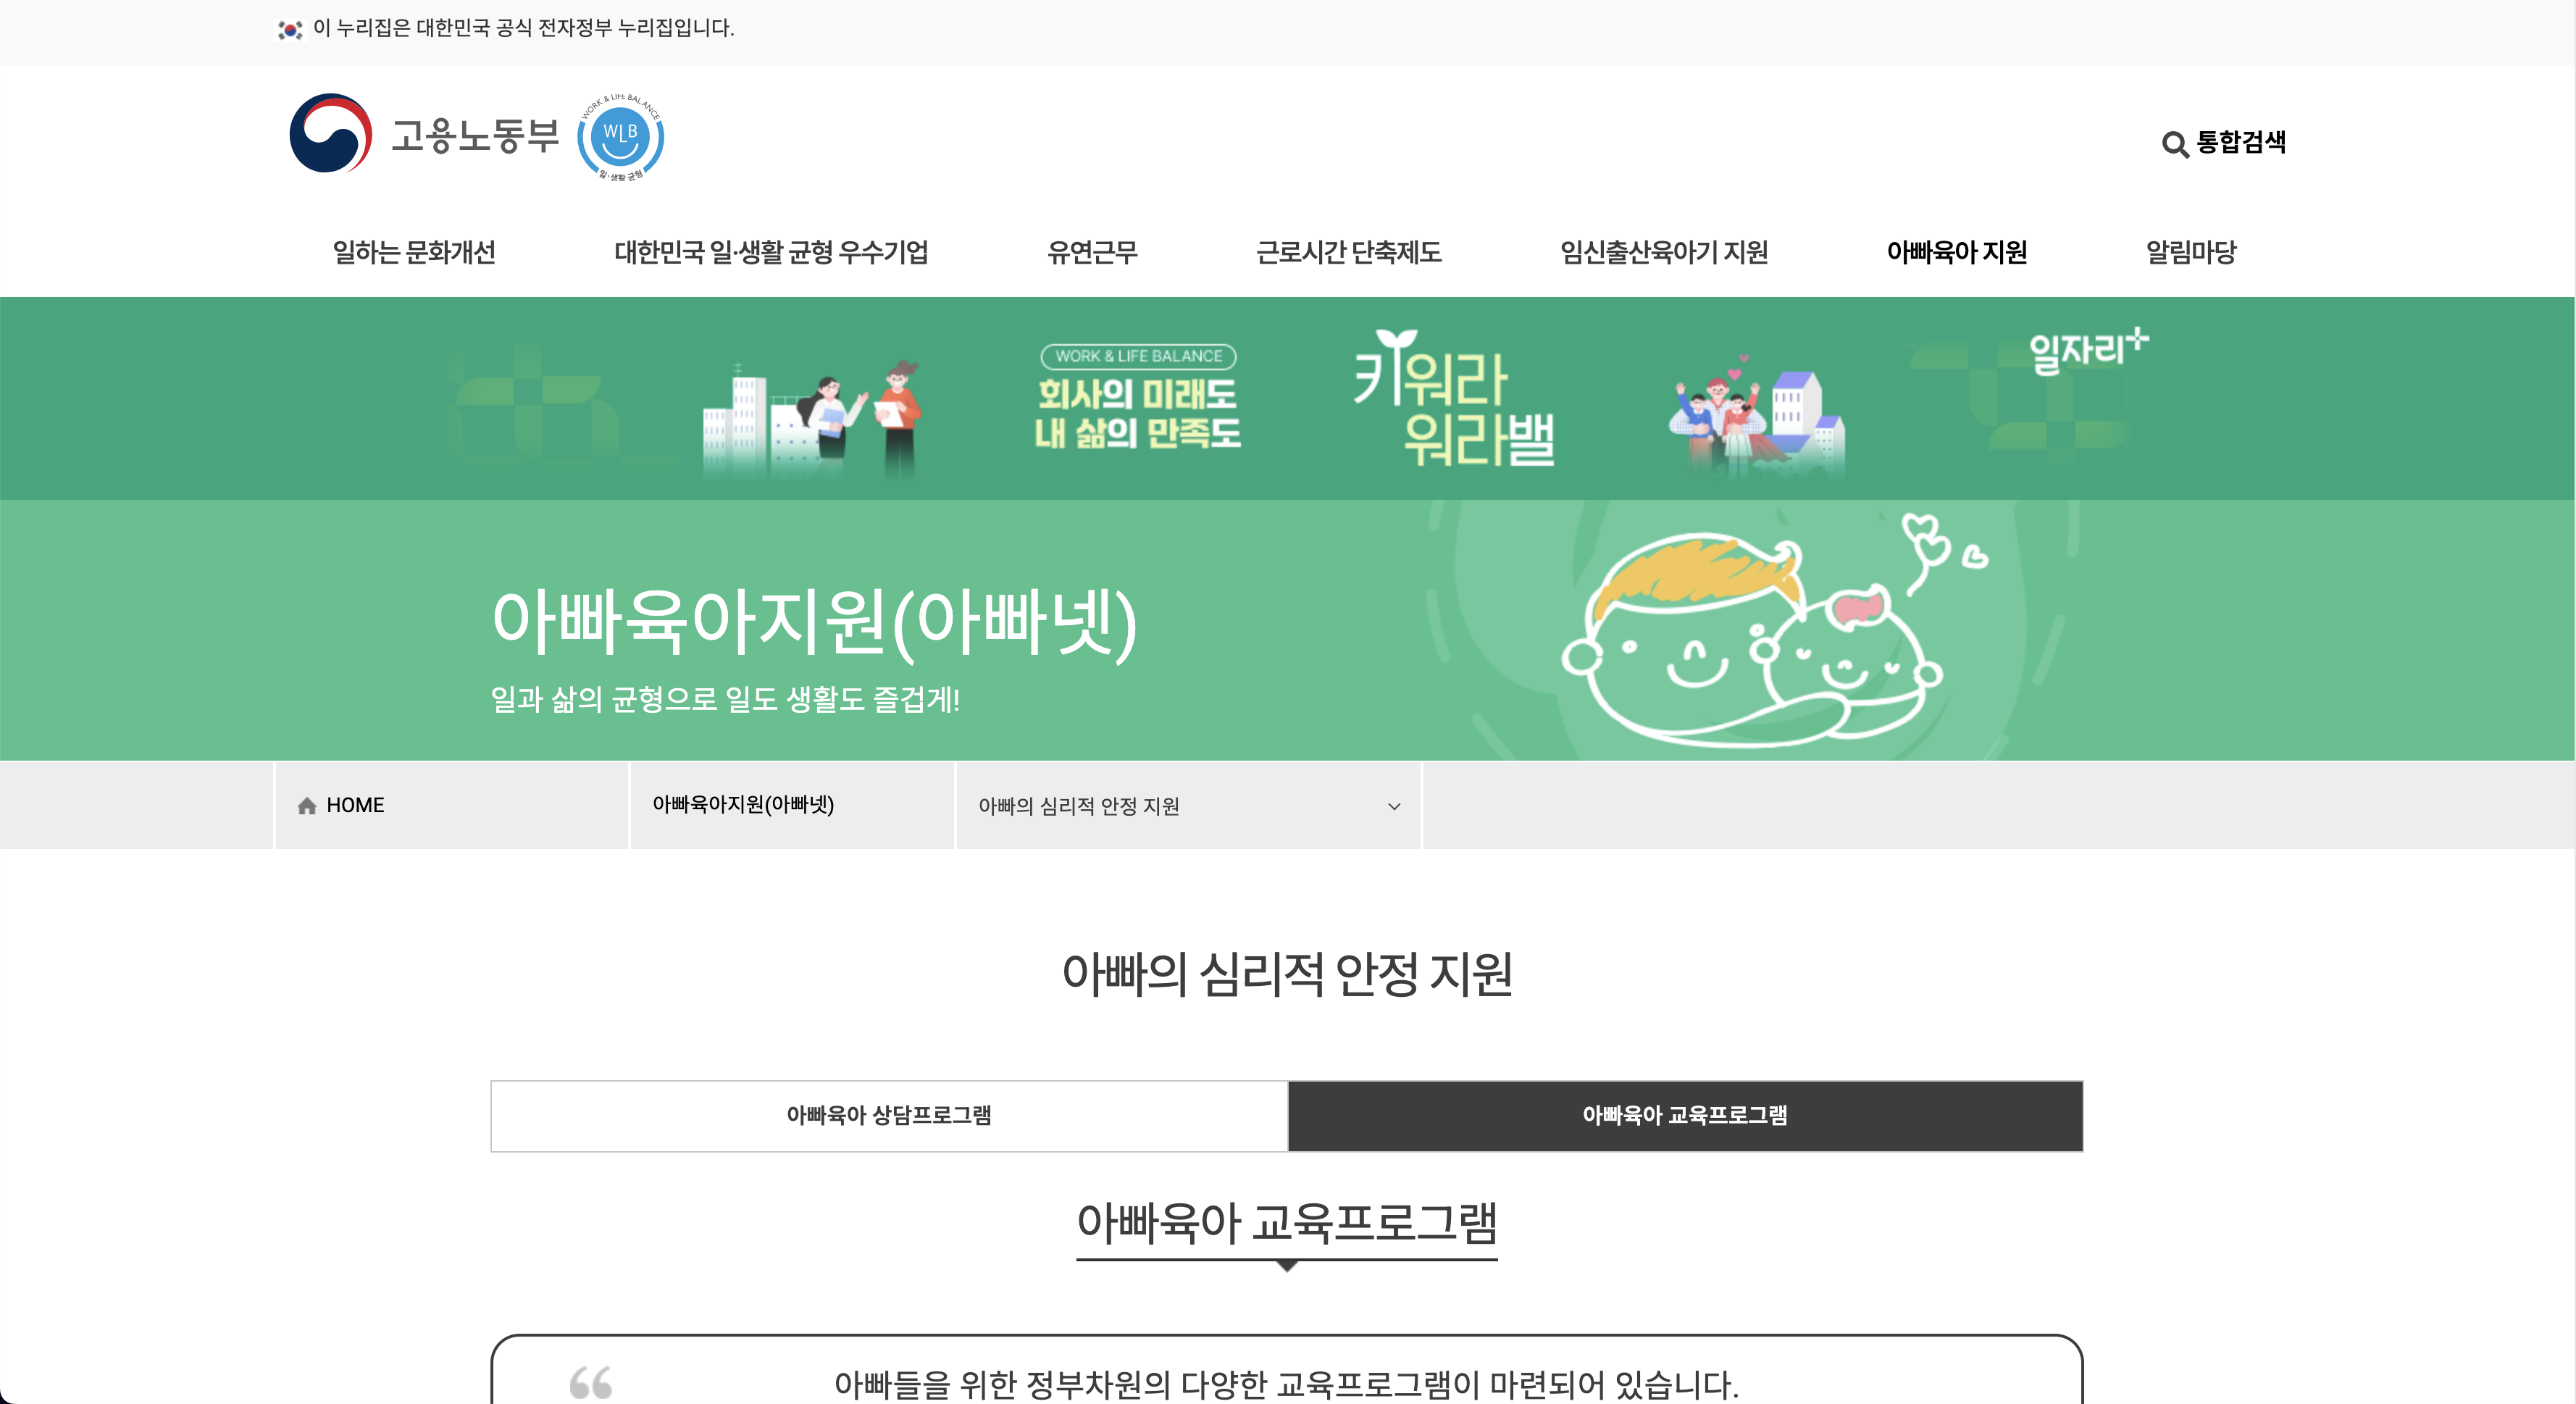 이 누리집은 대한민국 공식 전자정부 누리집입니다.
고용노동부
WORK & LIFE BALANCE
WLB
일·생활 균형
통합검색
일하는 문화개선
대한민국 일·생활 균형 우수기업
유연근무
근로시간 단축제도
임신출산육아기 지원
아빠육아 지원
알림마당
WORK & LIFE BALANCE
회사의 미래도
내 삶의 만족도
키워라
워라밸
일자리+
아빠육아지원(아빠넷)
일과 삶의 균형으로 일도 생활도 즐겁게!
HOME
아빠육아지원(아빠넷)
아빠의 심리적 안정 지원
아빠의 심리적 안정 지원
아빠육아 상담프로그램
아빠육아 교육프로그램
아빠육아 교육프로그램
아빠들을 위한 정부차원의 다양한 교육프로그램이 마련되어 있습니다.